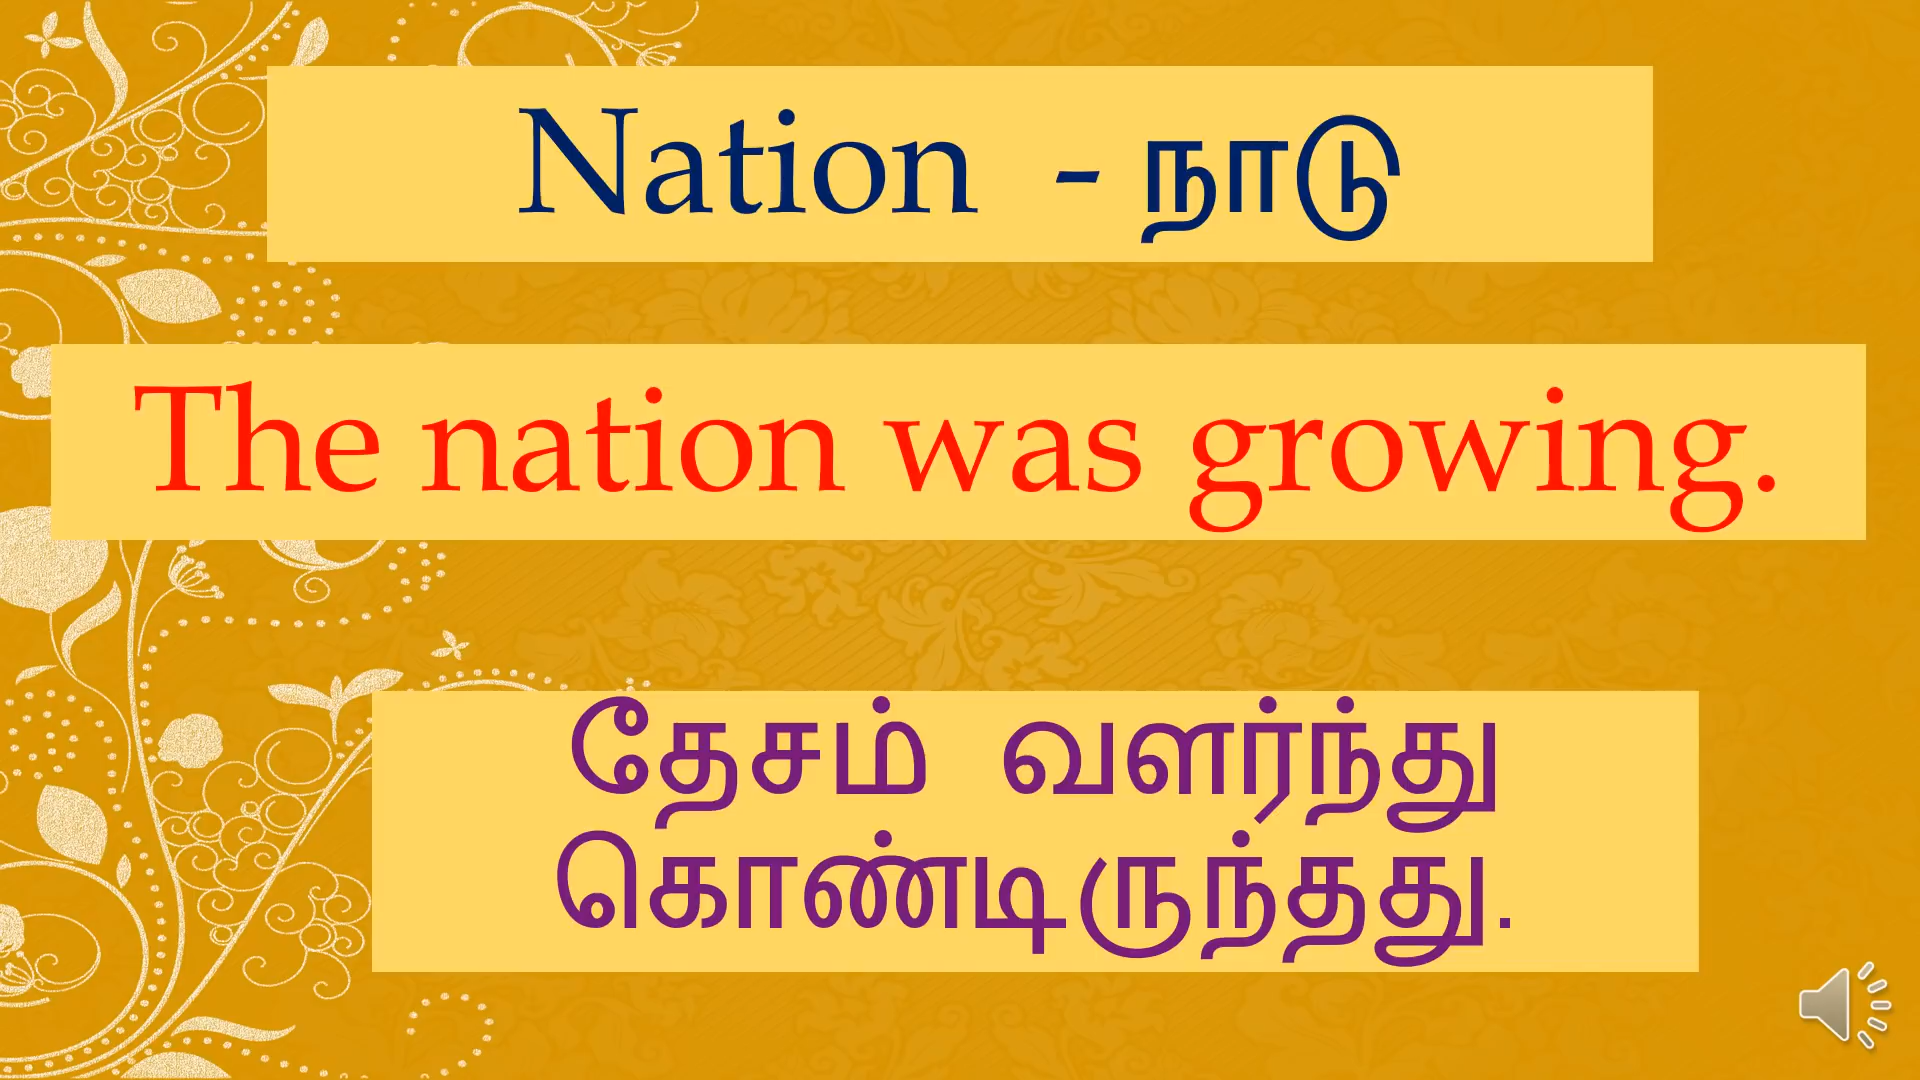 Nation - நாடு
The nation was growing.
தேசம் வளர்ந்து
கொண்டிருந்தது.